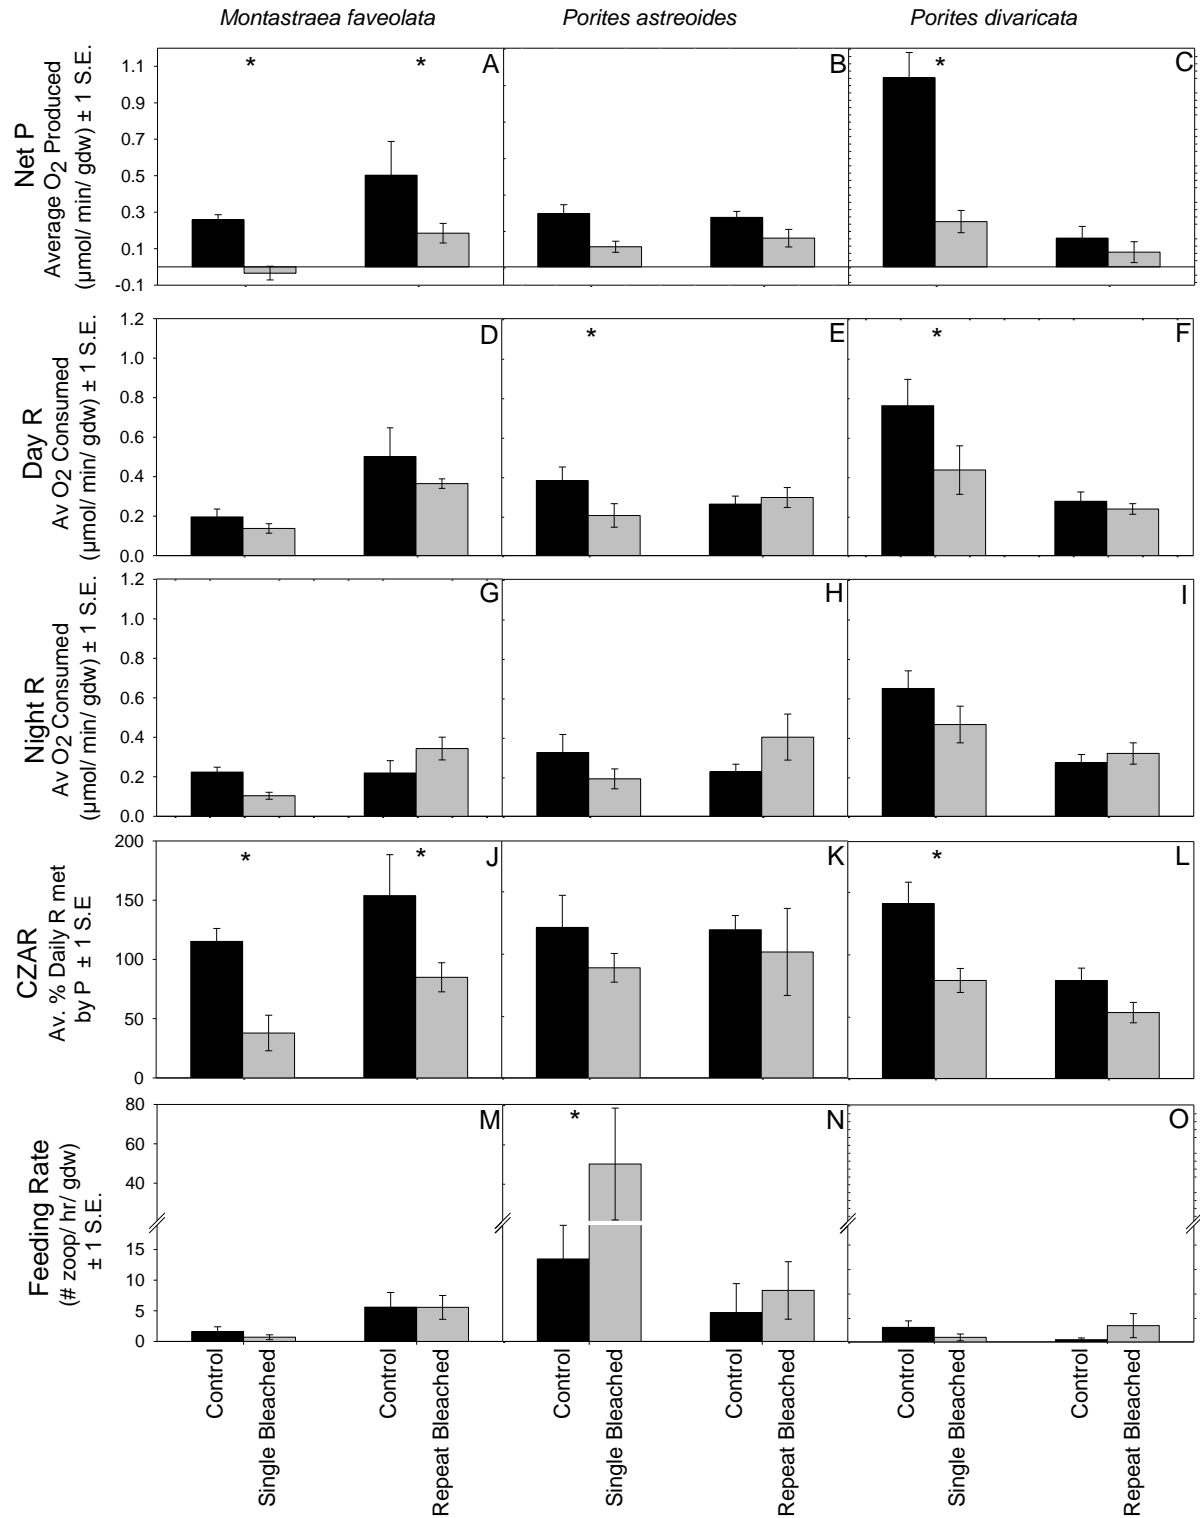 Montastraea faveolata Porites astreoides Porites divaricata
Net P
Average O2 Produced
(µmol/ min/ gdw) ± 1 S.E.
1.1
0.9
0.7
0.5
0.3
0.1
-0.1
* * A
B
* C
Day R
Av O2 Consumed
(µmol/ min/ gdw) ± 1 S.E.
1.2
1.0
0.8
0.6
0.4
0.2
0.0
D
* E
* F
Night R
Av O2 Consumed
(µmol/ min/ gdw) ± 1 S.E.
1.2
1.0
0.8
0.6
0.4
0.2
0.0
G
H
I
CZAR
Av. % Daily R met
by P ± 1 S.E
200
150
100
50
0
* * J
K
* L
Feeding Rate
(# zoop/ hr/ gdw)
± 1 S.E.
80
60
40
15
10
5
0
M
* N
O
Control
Single Bleached
Control
Repeat Bleached
Control
Single Bleached
Control
Repeat Bleached
Control
Single Bleached
Control
Repeat Bleached